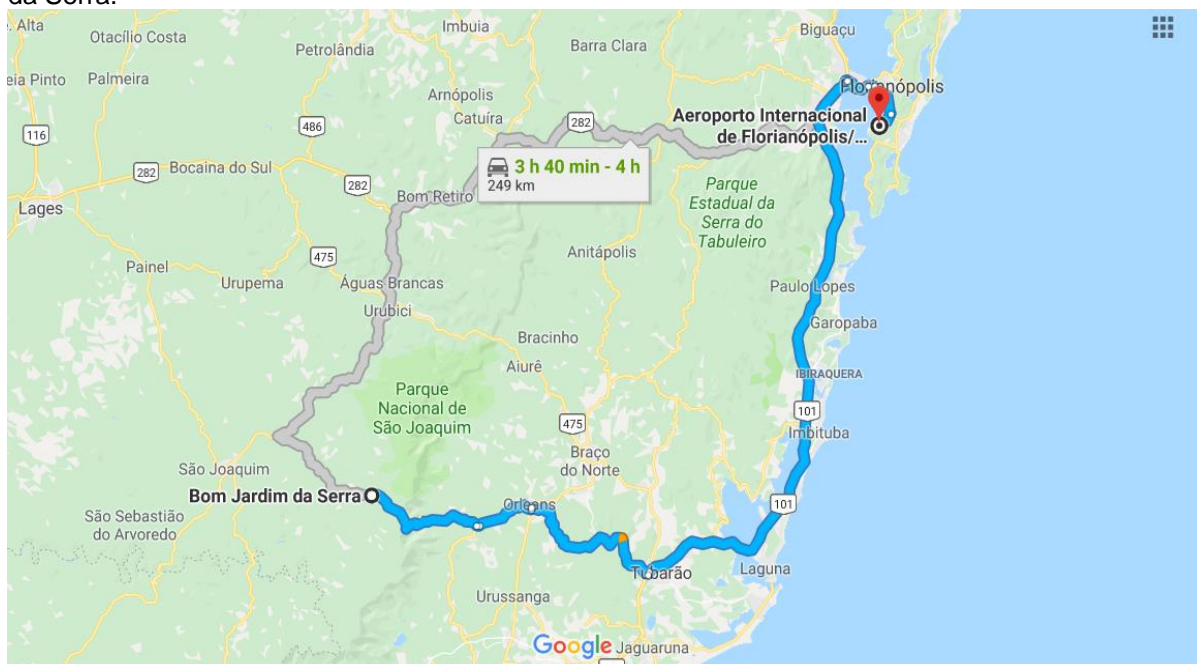 da Serra.
. Alta
Otacílio Costa
Imbuia
Petrolândia
Barra Clara
Biguaçu
eia Pinto
Palmeira
Arnópolis
Catuíra
Florianópolis
Aeroporto Internacional
de Florianópolis/...
116
486
282
282
Bocaina do Sul
3 h 40 min - 4 h
249 km
282
Bom Retiro
Parque
Estadual da
Serra do
Tabuleiro
Lages
475
Anitápolis
Painel
Urupema
Águas Brancas
Paulo Lopes
Urubici
Garopaba
Bracinho
Aiurê
IBIRAQUERA
Parque
Nacional de
São Joaquim
101
475
Imbituba
Braço
do Norte
São Joaquim
Bom Jardim da Serra
Orleans
101
São Sebastião
do Arvoredo
Tubarão
Laguna
Urussanga
Google
Jaguaruna